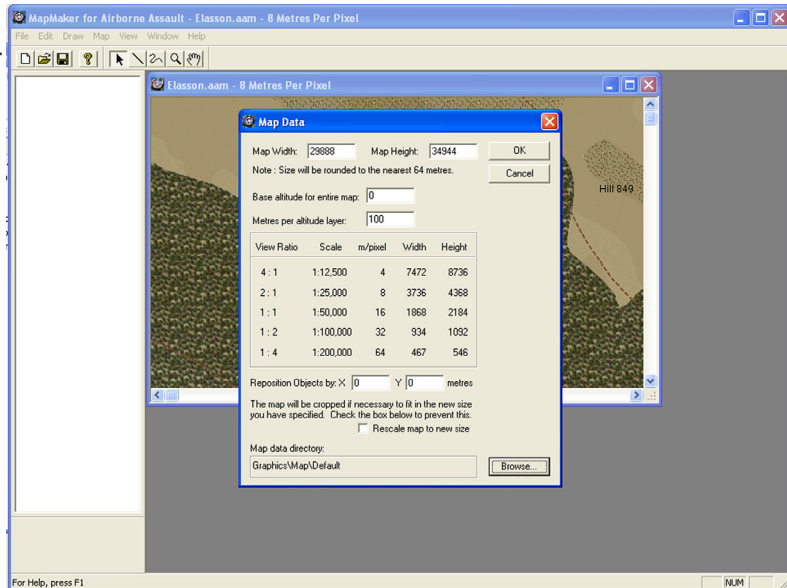 MapMaker for Airborne Assault - Elasson.aam - 8 Metres Per Pixel
File Edit Draw Map View Window Help
Elasson.aam - 8 Metres Per Pixel
Hill 849
Map Data
Map Width: 29888 Map Height: 34944 OK
Note : Size will be rounded to the nearest 64 metres. Cancel
Base altitude for entire map: 0
Metres per altitude layer: 100
View Ratio Scale m/pixel Width Height
4 : 1 1:12,500 4 7472 8736
2 : 1 1:25,000 8 3736 4368
1 : 1 1:50,000 16 1868 2184
1 : 2 1:100,000 32 934 1092
1 : 4 1:200,000 64 467 546
Reposition Objects by: X 0 Y 0 metres
The map will be cropped if necessary to fit in the new size
you have specified. Check the box below to prevent this.
Rescale map to new size
Map data directory:
Graphics\Map\Default Browse...
For Help, press F1 NUM